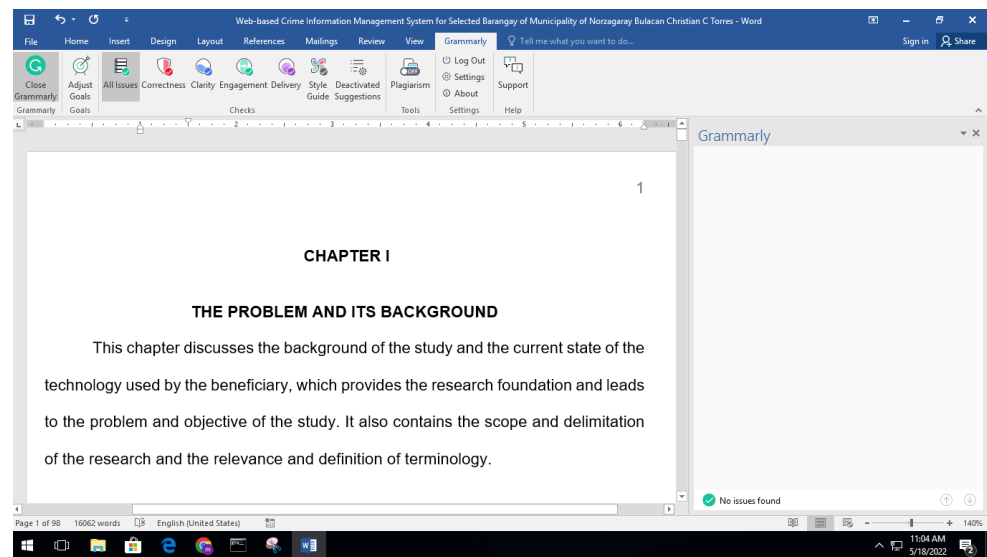 Web-based Crime Information Management System for Selected Barangay of Municipality of Norzagaray Bulacan Christian C Torres - Word
File Home Insert Design Layout References Mailings Review View Grammarly Tell me what you want to do... Sign in Share
Close Grammarly Adjust Goals All Issues Correctness Clarity Engagement Delivery Style Guide Deactivated Suggestions Plagiarism Log Out Support
Settings
About
Grammarly Goals Checks Tools Settings Help
1 2 3 4 5 6
Grammarly
1
CHAPTER I
THE PROBLEM AND ITS BACKGROUND
This chapter discusses the background of the study and the current state of the
technology used by the beneficiary, which provides the research foundation and leads
to the problem and objective of the study. It also contains the scope and delimitation
of the research and the relevance and definition of terminology.
No issues found
Page 1 of 98 16062 words English (United States) 140%
11:04 AM
5/18/2022